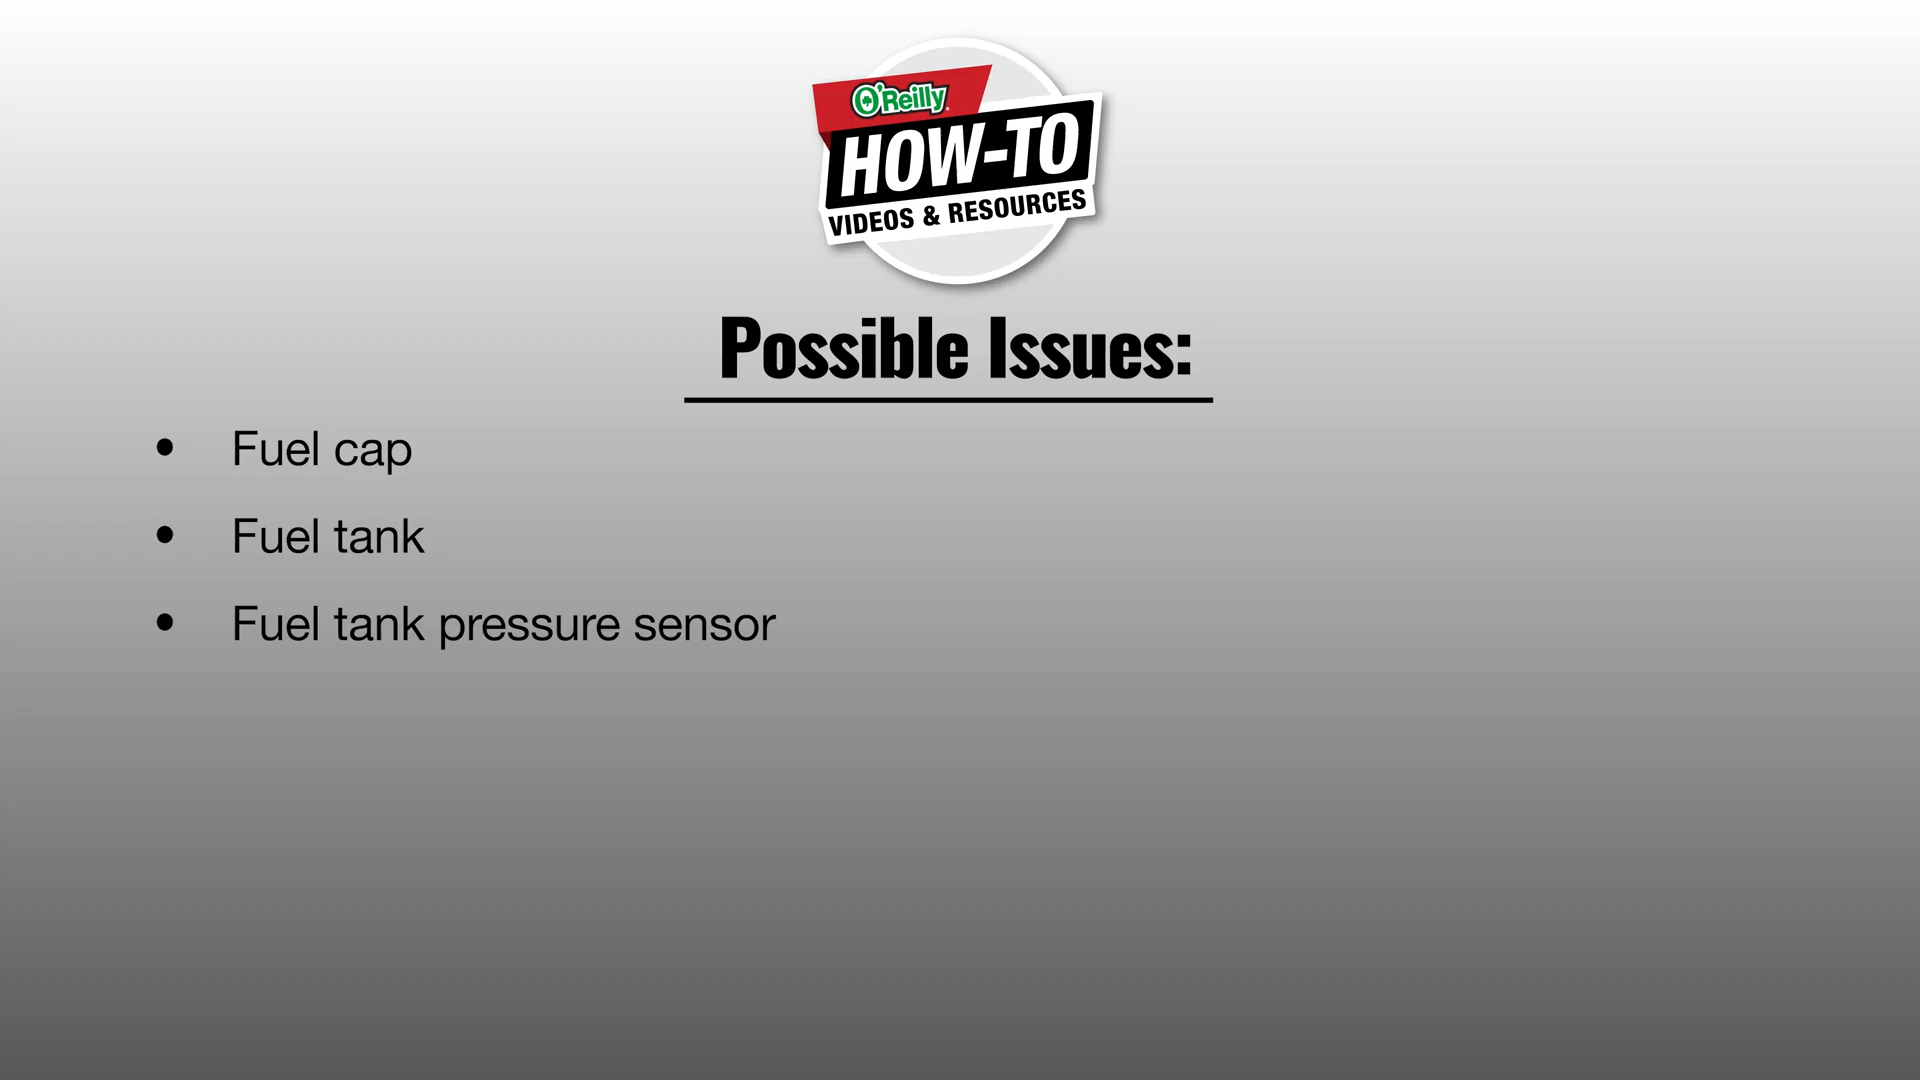 O'Reilly
HOW-TO
VIDEOS & RESOURCES
Possible Issues:
• Fuel cap
• Fuel tank
• Fuel tank pressure sensor